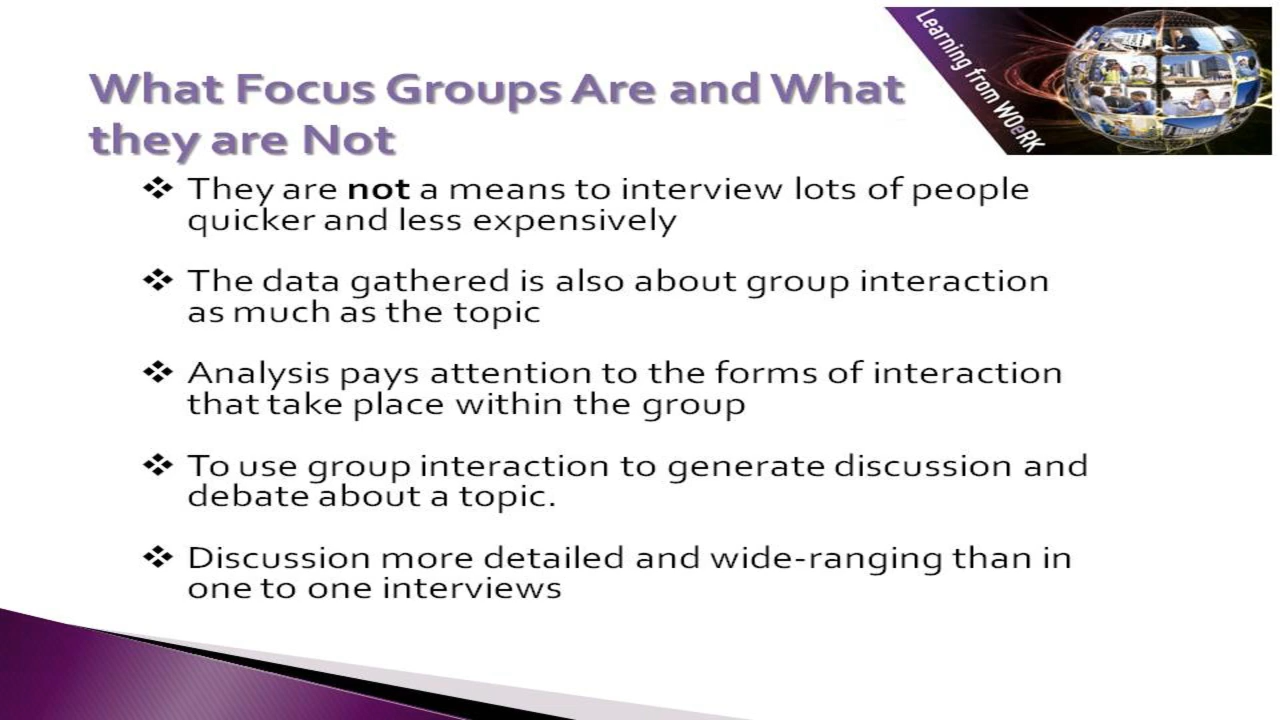 Learning from WOeRK
What Focus Groups Are and What
they are Not
❖ They are not a means to interview lots of people
quicker and less expensively
❖ The data gathered is also about group interaction
as much as the topic
❖ Analysis pays attention to the forms of interaction
that take place within the group
❖ To use group interaction to generate discussion and
debate about a topic.
❖ Discussion more detailed and wide-ranging than in
one to one interviews